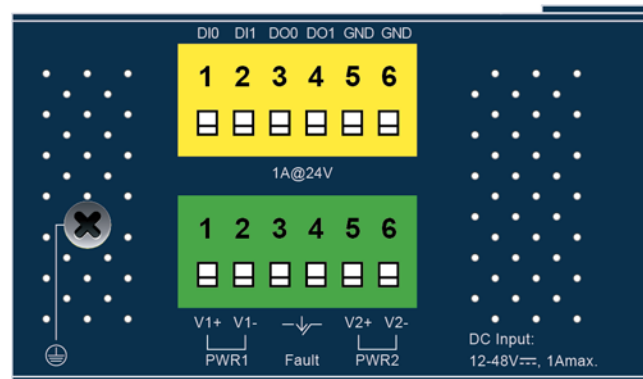 DI0 DI1 DO0 DO1 GND GND
1 2 3 4 5 6
1A@24V
1 2 3 4 5 6
V1+ V1- V2+ V2-
PWR1 Fault PWR2
DC Input:
12-48V⎓, 1Amax.